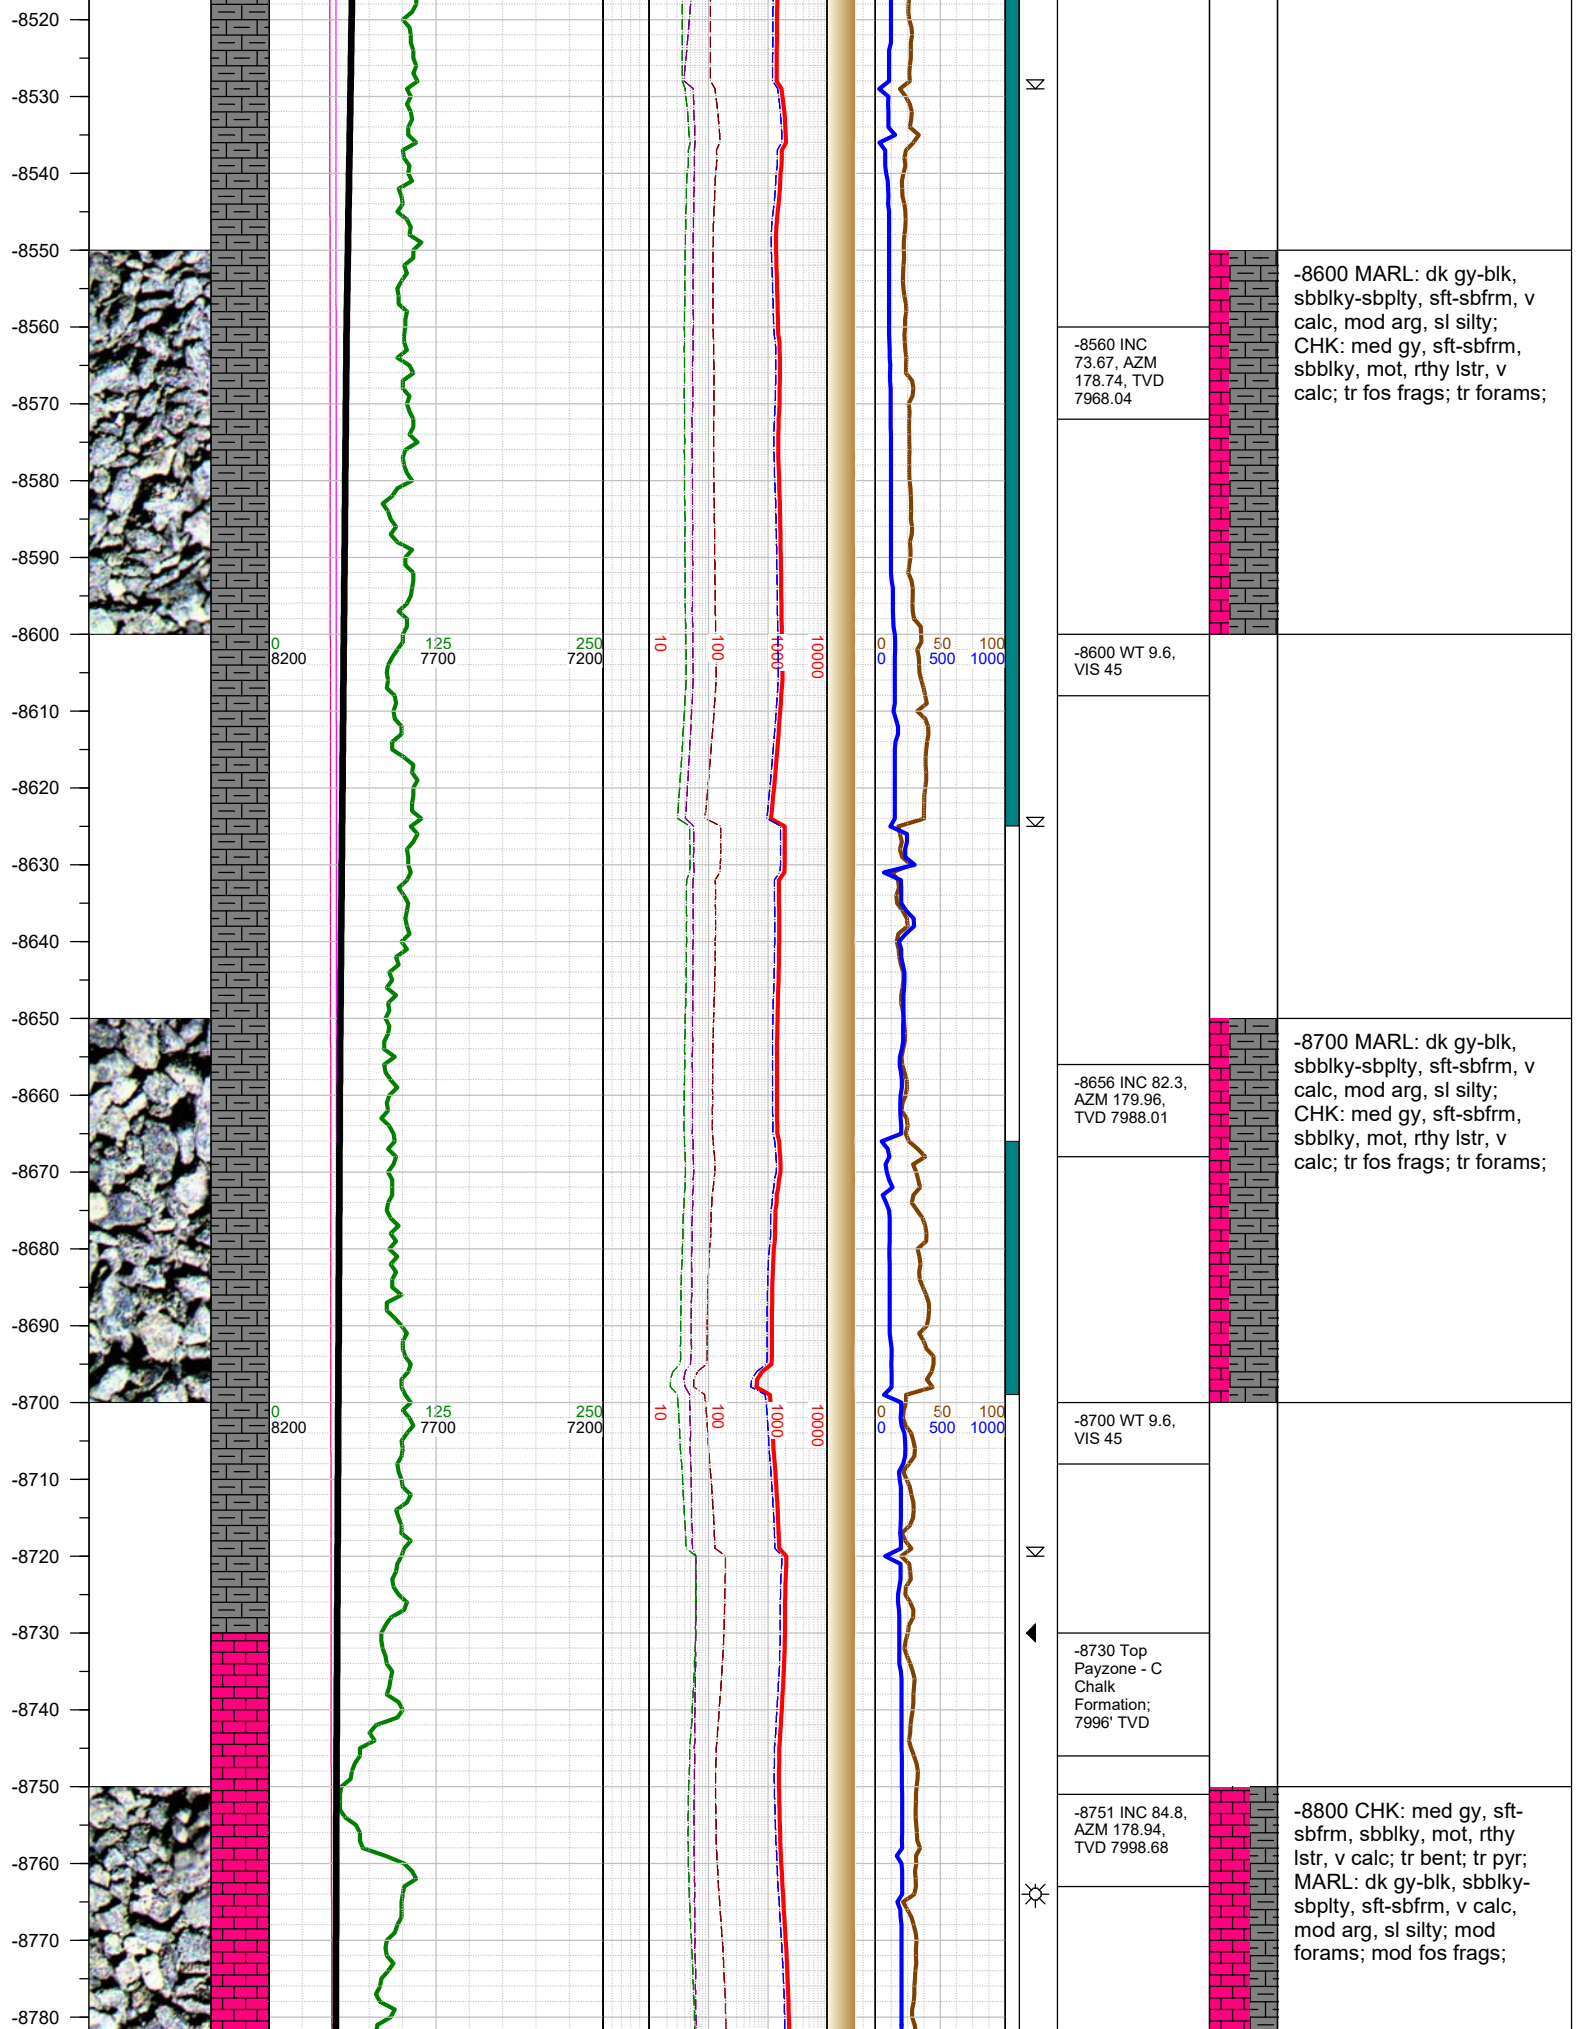 -8520
-8530
-8540
-8550
-8600 MARL: dk gy-blk,
sbblky-sbplty, sft-sbfrm, v
calc, mod arg, sl silty;
CHK: med gy, sft-sbfrm,
sbblky, mot, rthy lstr, v
calc; tr fos frags; tr forams;
-8560
-8560 INC
73.67, AZM
178.74, TVD
7968.04
-8570
-8580
-8590
-8600
0 125 250
8200 7700 7200
10 100 1000 10000
0 50 100
0 500 1000
-8600 WT 9.6,
VIS 45
-8610
-8620
-8630
-8640
-8650
-8700 MARL: dk gy-blk,
sbblky-sbplty, sft-sbfrm, v
calc, mod arg, sl silty;
CHK: med gy, sft-sbfrm,
sbblky, mot, rthy lstr, v
calc; tr fos frags; tr forams;
-8656 INC 82.3,
AZM 179.96,
TVD 7988.01
-8660
-8670
-8680
-8690
-8700
0 125 250
8200 7700 7200
10 100 1000 10000
0 50 100
0 500 1000
-8700 WT 9.6,
VIS 45
-8710
-8720
-8730
-8730 Top
Payzone - C
Chalk
Formation;
7996' TVD
-8740
-8750
-8751 INC 84.8,
AZM 178.94,
TVD 7998.68
-8800 CHK: med gy, sft-
sbfrm, sbblky, mot, rthy
lstr, v calc; tr bent; tr pyr;
MARL: dk gy-blk, sbblky-
sbplty, sft-sbfrm, v calc,
mod arg, sl silty; mod
forams; mod fos frags;
-8760
-8770
-8780